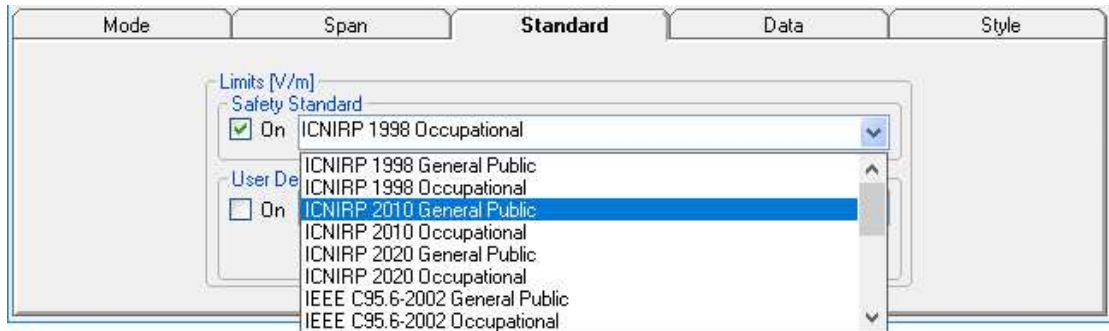 Mode Span Standard Data Style
Limits [V/m]
Safety Standard
On ICNIRP 1998 Occupational
ICNIRP 1998 General Public
User De
ICNIRP 1998 Occupational
On
ICNIRP 2010 General Public
ICNIRP 2010 Occupational
ICNIRP 2020 General Public
ICNIRP 2020 Occupational
IEEE C95.6-2002 General Public
IEEE C95.6-2002 Occupational